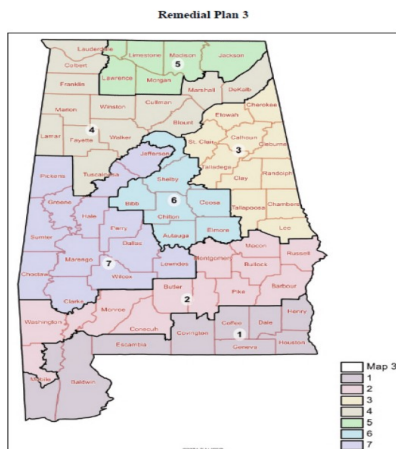 Remedial Plan 3
Lauderdale
Limestone
Madison
Jackson
Colbert
5
Lawrence
Morgan
Franklin
Marshall
DeKalb
Cherokee
Marion
Winston
Cullman
Etowah
Blount
4
Lamar
Fayette
Walker
Jefferson
St. Clair
Calhoun
3
Cleburne
Talladega
Tuscaloosa
Pickens
Shelby
Clay
Randolph
Greene
Hale
Bibb
6
Coosa
Tallapoosa
Chambers
Chilton
Sumter
Perry
Autauga
Elmore
Lee
Dallas
Marengo
7
Macon
Russell
Montgomery
Bullock
Choctaw
Wilcox
Lowndes
Clarke
Butler
Pike
Barbour
2
Washington
Monroe
Conecuh
Covington
Coffee
Dale
Henry
1
Escambia
Geneva
Houston
Mobile
Baldwin
Map 3
1
2
3
4
5
6
7